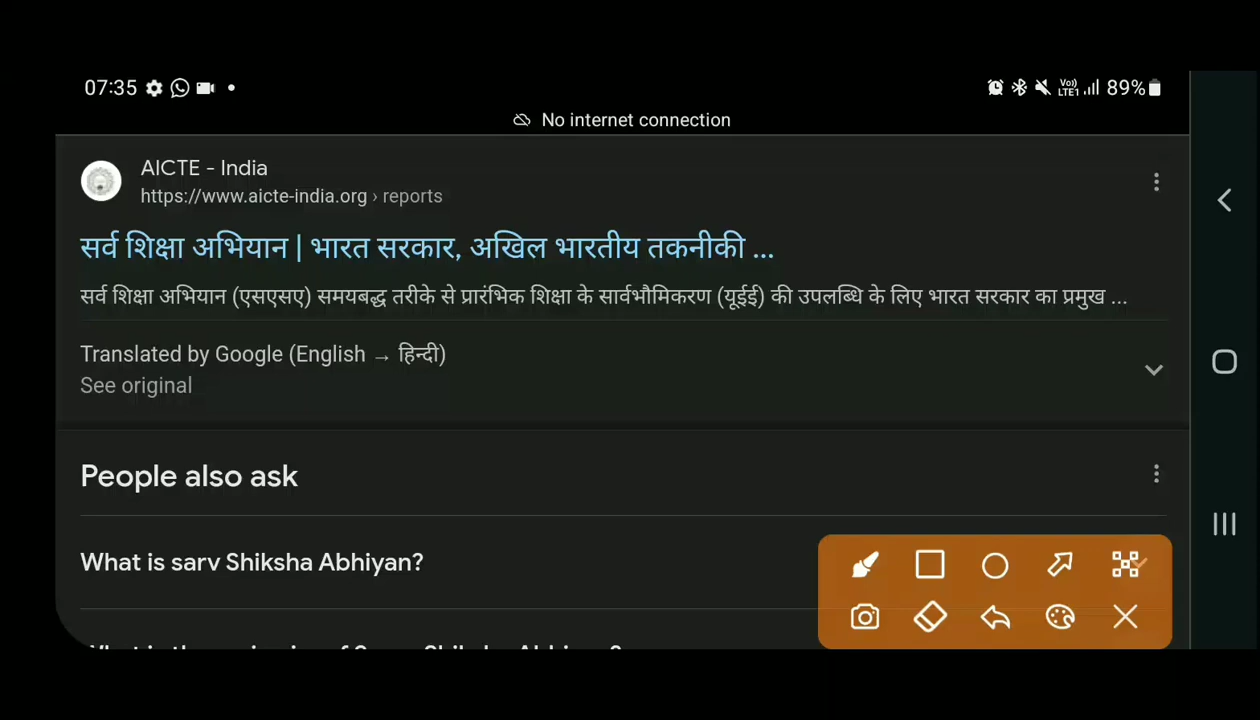 07:35
Vo))
LTE1
89%
No internet connection
AICTE - India
https://www.aicte-india.org › reports
सर्व शिक्षा अभियान | भारत सरकार, अखिल भारतीय तकनीकी ...
सर्व शिक्षा अभियान (एसएसए) समयबद्ध तरीके से प्रारंभिक शिक्षा के सार्वभौमिकरण (यूईई) की उपलब्धि के लिए भारत सरकार का प्रमुख ...
Translated by Google (English → हिन्दी)
See original
People also ask
What is sarv Shiksha Abhiyan?